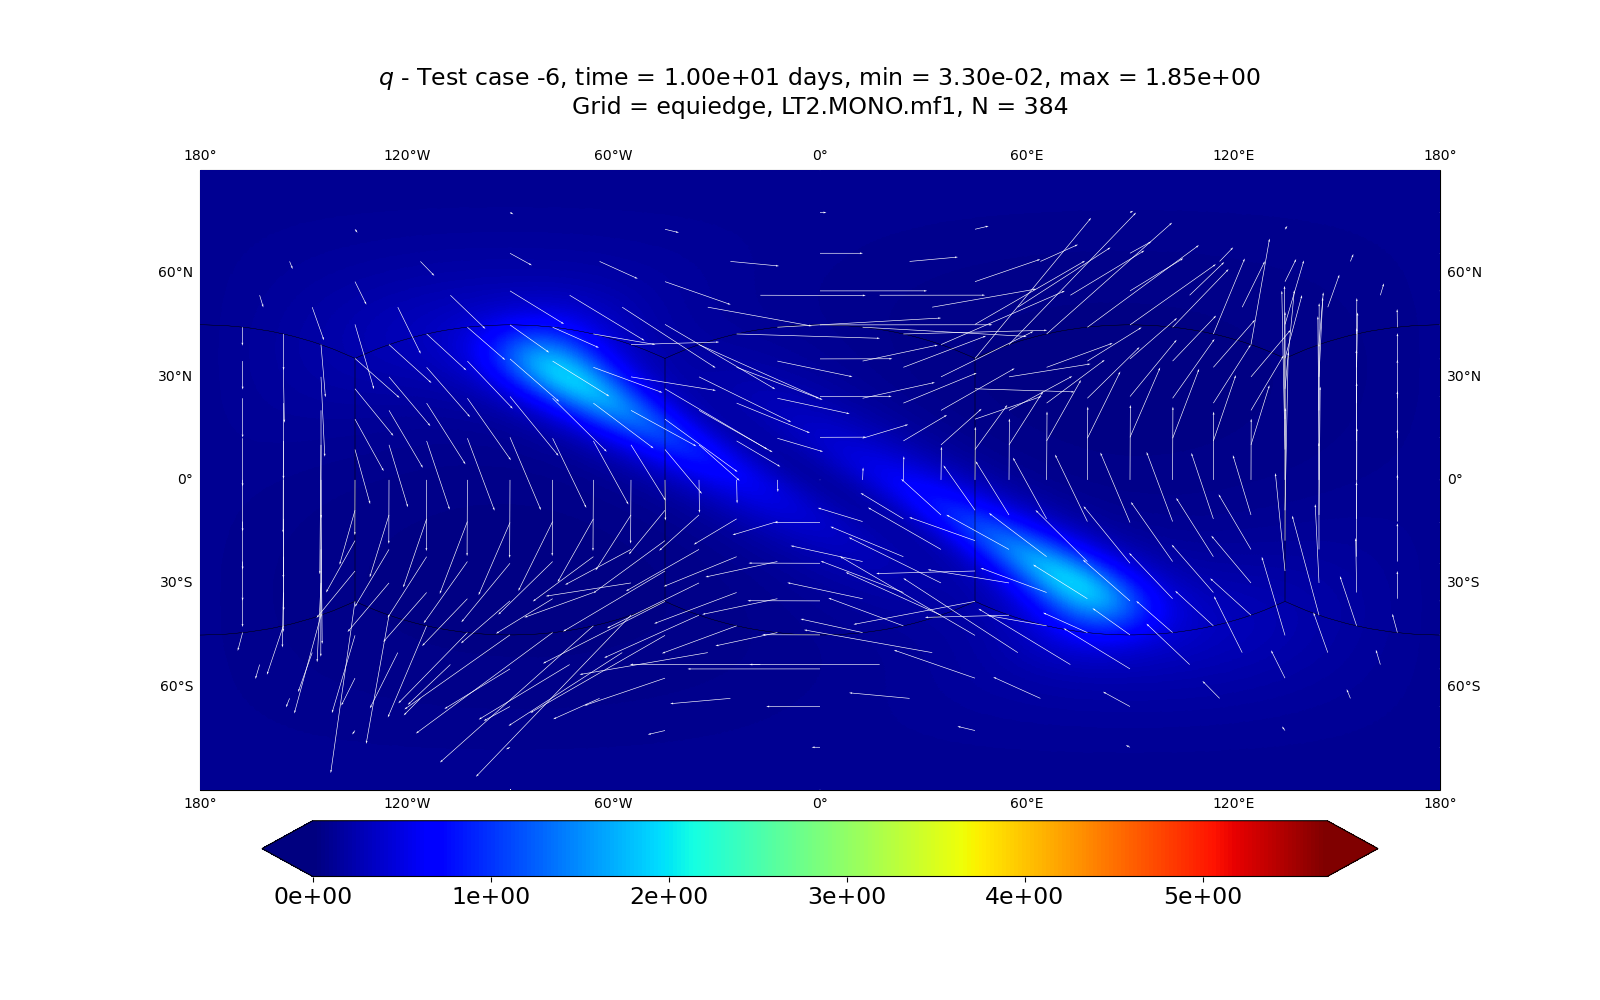 q - Test case -6, time = 1.00e+01 days, min = 3.30e-02, max = 1.85e+00
Grid = equiedge, LT2.MONO.mf1, N = 384
180° 120°W 60°W 0° 60°E 120°E 180°
60°N 60°N
30°N 30°N
0° 0°
30°S 30°S
60°S 60°S
180° 120°W 60°W 0° 60°E 120°E 180°
0e+00 1e+00 2e+00 3e+00 4e+00 5e+00